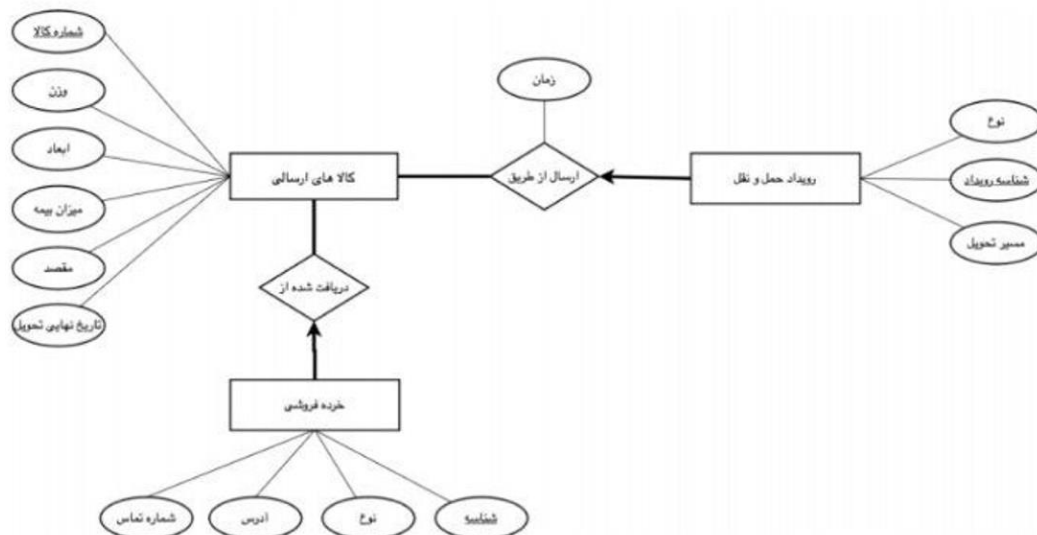 شماره کالا
وزن
ابعاد
میزان بیمه
مقصد
تاریخ نهایی تحویل
کالا های ارسالی
زمان
ارسال از طریق
رویداد حمل و نقل
نوع
شناسه رویداد
مسیر تحویل
دریافت شده از
خرده فروشی
شناسه
نوع
ادرس
شماره تماس